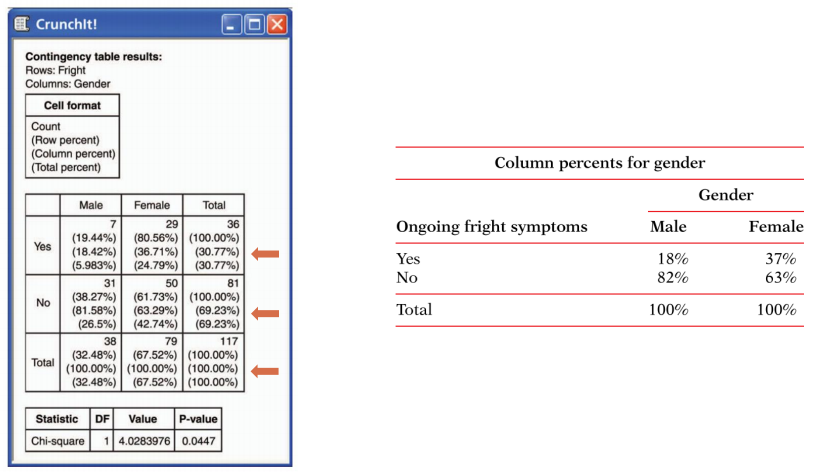 CrunchIt!
Contingency table results:
Rows: Fright
Columns: Gender
Cell format
Count
(Row percent)
(Column percent)
(Total percent)
Male Female Total
Yes
7 29 36
(19.44%) (80.56%) (100.00%)
(18.42%) (36.71%) (30.77%)
(5.983%) (24.79%) (30.77%)
No
31 50 81
(38.27%) (61.73%) (100.00%)
(81.58%) (63.29%) (69.23%)
(26.5%) (42.74%) (69.23%)
Total
38 79 117
(32.48%) (67.52%) (100.00%)
(100.00%) (100.00%) (100.00%)
(32.48%) (67.52%) (100.00%)
Statistic DF Value P-value
Chi-square 1 4.0283976 0.0447
Column percents for gender
Gender
Ongoing fright symptoms Male Female
Yes 18% 37%
No 82% 63%
Total 100% 100%